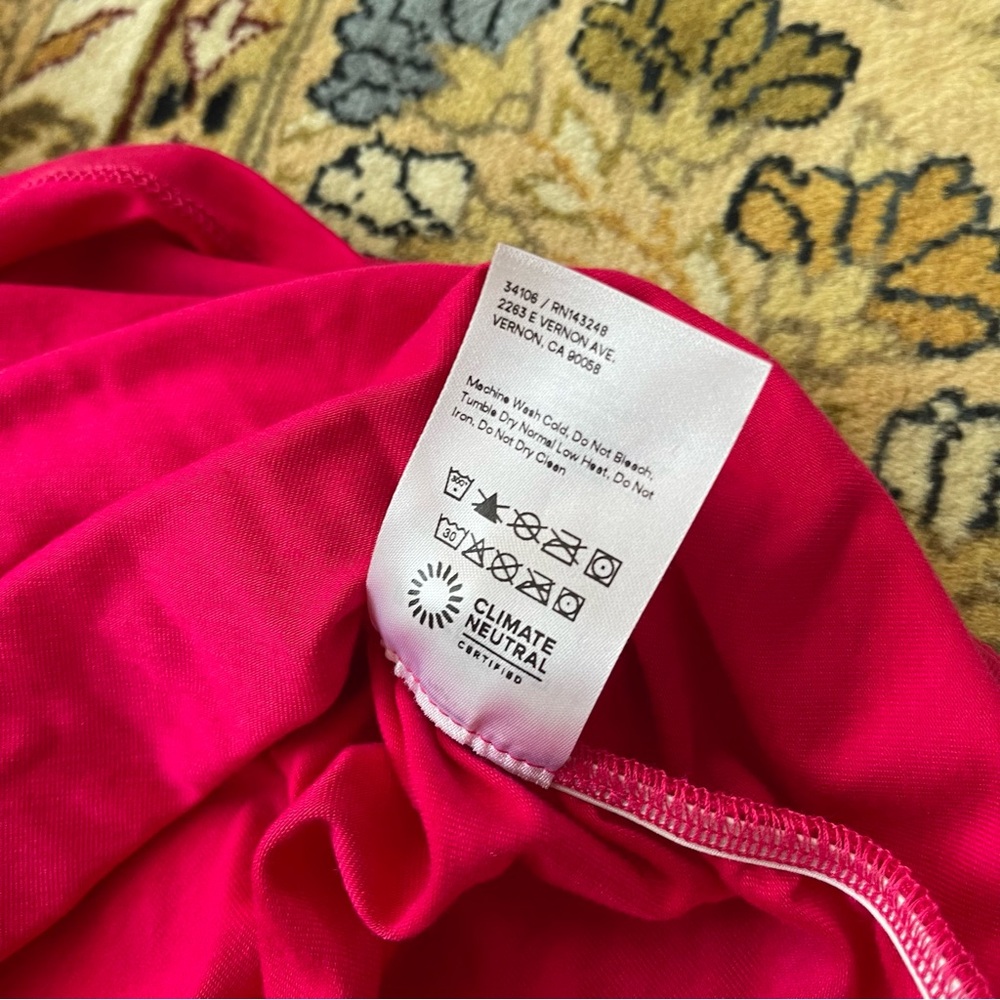 34106 / RN143248
2263 E VERNON AVE.
VERNON, CA 90058
Machine Wash Cold, Do Not Bleach,
Tumble Dry Normal Low Heat, Do Not
Iron, Do Not Dry Clean
30
CLIMATE
NEUTRAL
CERTIFIED